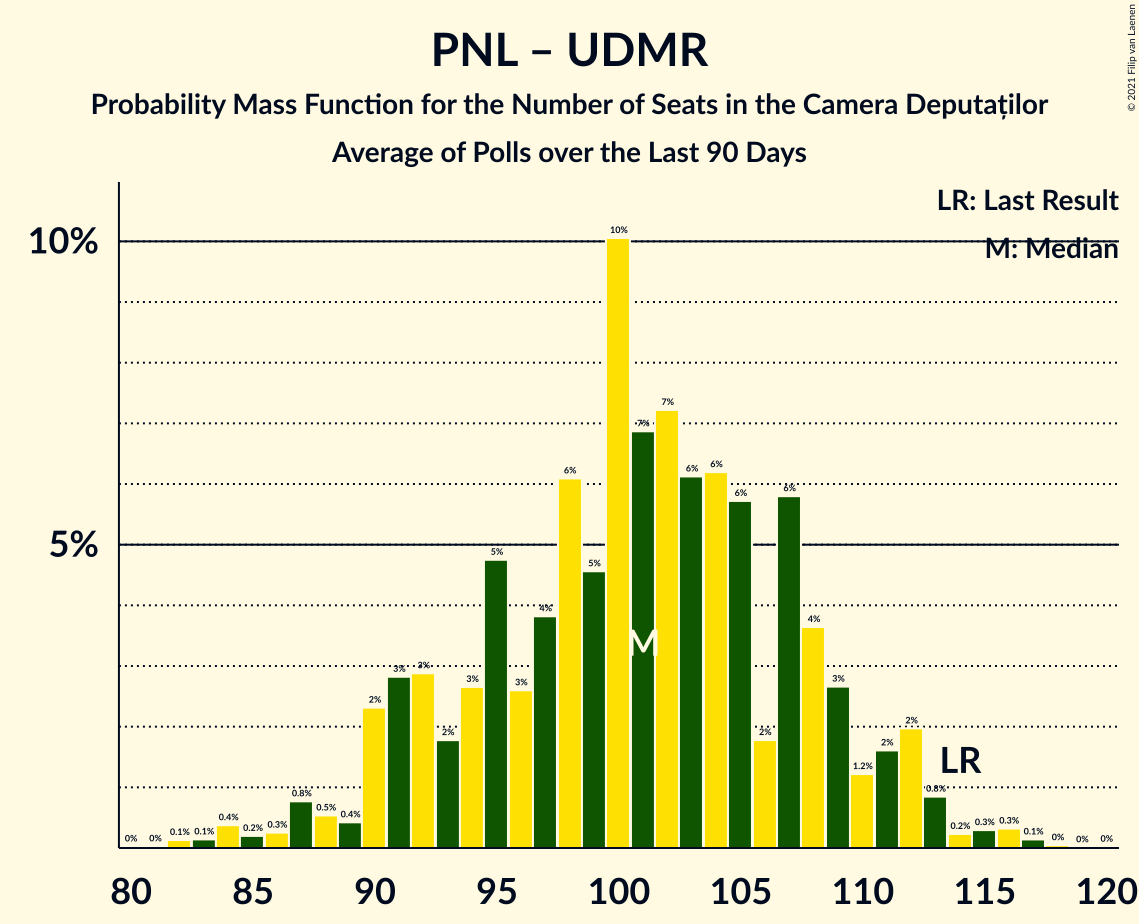 PNL – UDMR
Probability Mass Function for the Number of Seats in the Camera Deputaților
Average of Polls over the Last 90 Days
© 2021 Filip van Laenen
LR: Last Result
M: Median
10%
5%
0% 0% 0.1% 0.1% 0.4% 0.2% 0.3% 0.8% 0.5% 0.4% 2% 3% 3% 2% 3% 5% 3% 4% 6% 5% 10% 7% 7% 6% 6% 6% 2% 6% 4% 3% 1.2% 2% 2% 0.8% 0.2% 0.3% 0.3% 0.1% 0% 0% 0%
M
LR
80 85 90 95 100 105 110 115 120